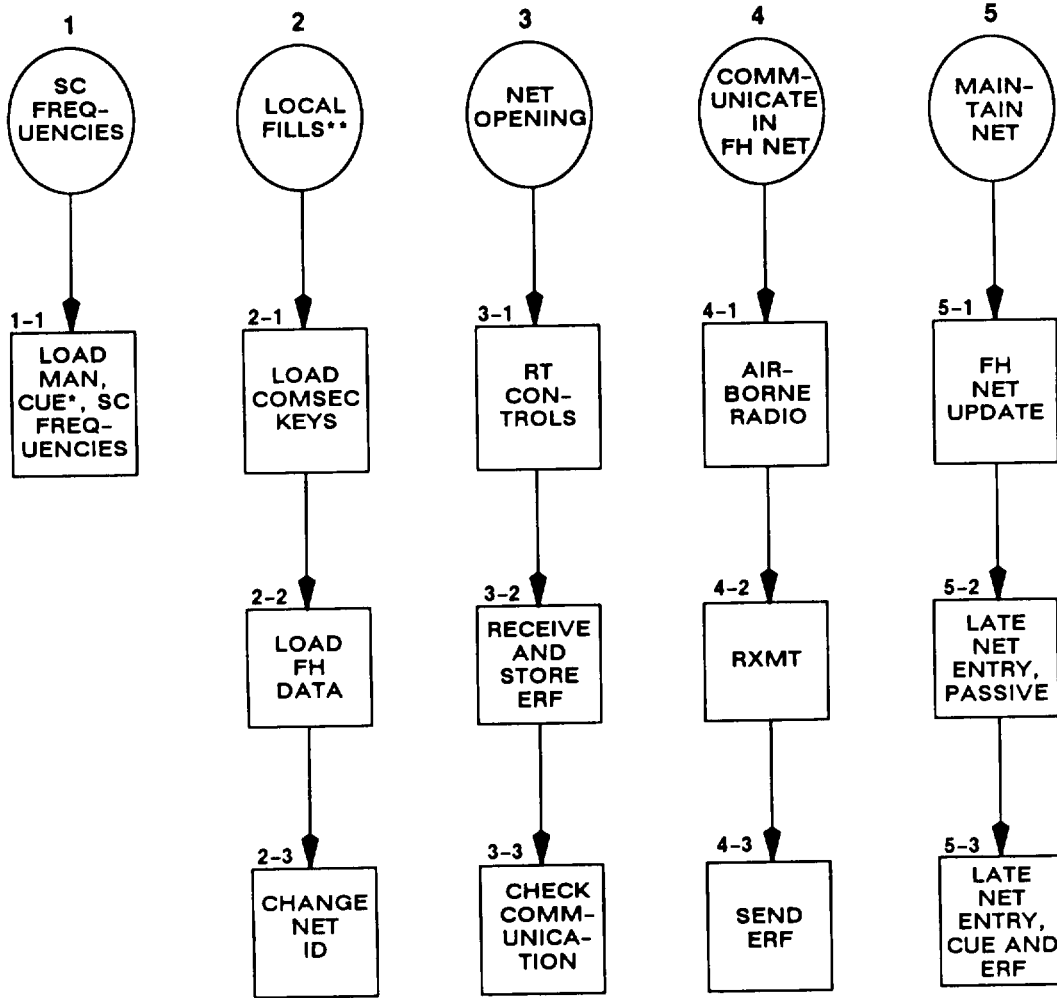 1
SC
FREQ-
UENCIES
1-1
LOAD
MAN,
CUE*, SC
FREQ-
UENCIES
2
LOCAL
FILLS**
2-1
LOAD
COMSEC
KEYS
2-2
LOAD
FH
DATA
2-3
CHANGE
NET
ID
3
NET
OPENING
3-1
RT
CON-
TROLS
3-2
RECEIVE
AND
STORE
ERF
3-3
CHECK
COMM-
UNICA-
TION
4
COMM-
UNICATE
IN
FH NET
4-1
AIR-
BORNE
RADIO
4-2
RXMT
4-3
SEND
ERF
5
MAIN-
TAIN
NET
5-1
FH
NET
UPDATE
5-2
LATE
NET
ENTRY,
PASSIVE
5-3
LATE
NET
ENTRY,
CUE AND
ERF